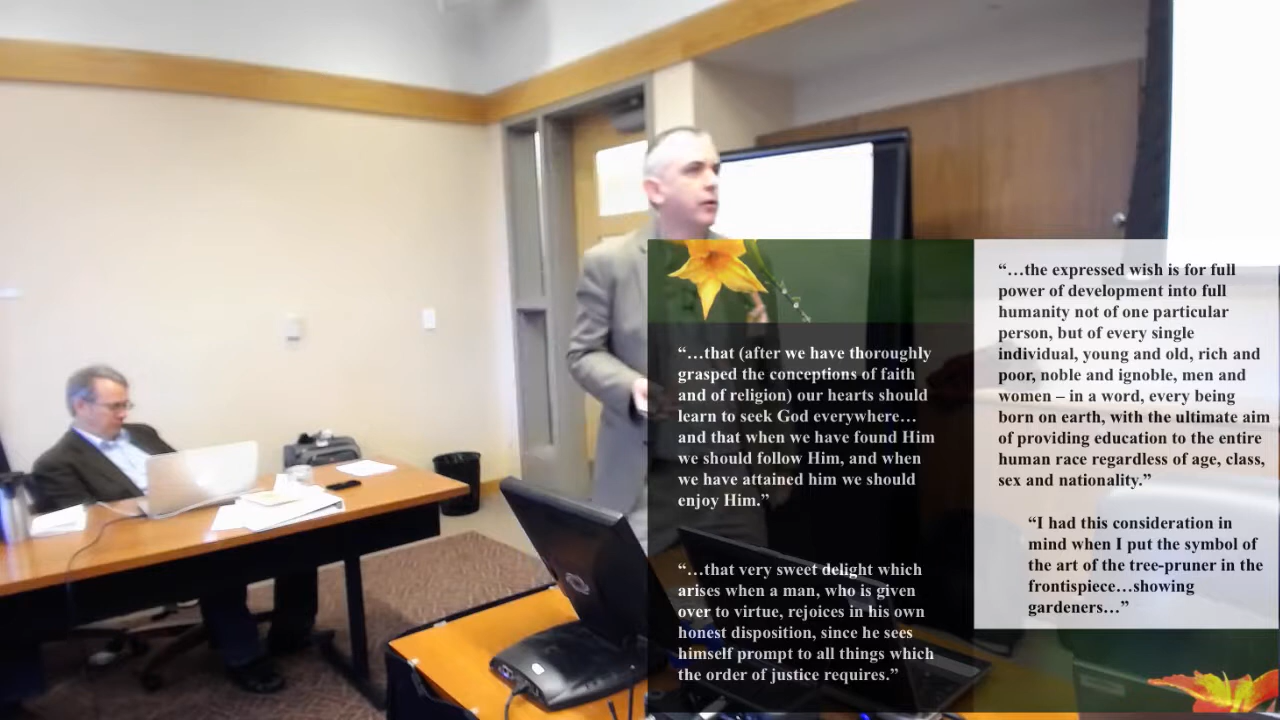 “…that (after we have thoroughly
grasped the conceptions of faith
and of religion) our hearts should
learn to seek God everywhere…
and that when we have found Him
we should follow Him, and when
we have attained him we should
enjoy Him.”
“…that very sweet delight which
arises when a man, who is given
over to virtue, rejoices in his own
honest disposition, since he sees
himself prompt to all things which
the order of justice requires.”
“…the expressed wish is for full
power of development into full
humanity not of one particular
person, but of every single
individual, young and old, rich and
poor, noble and ignoble, men and
women – in a word, every being
born on earth, with the ultimate aim
of providing education to the entire
human race regardless of age, class,
sex and nationality.”
“I had this consideration in
mind when I put the symbol of
the art of the tree-pruner in the
frontispiece…showing
gardeners…”